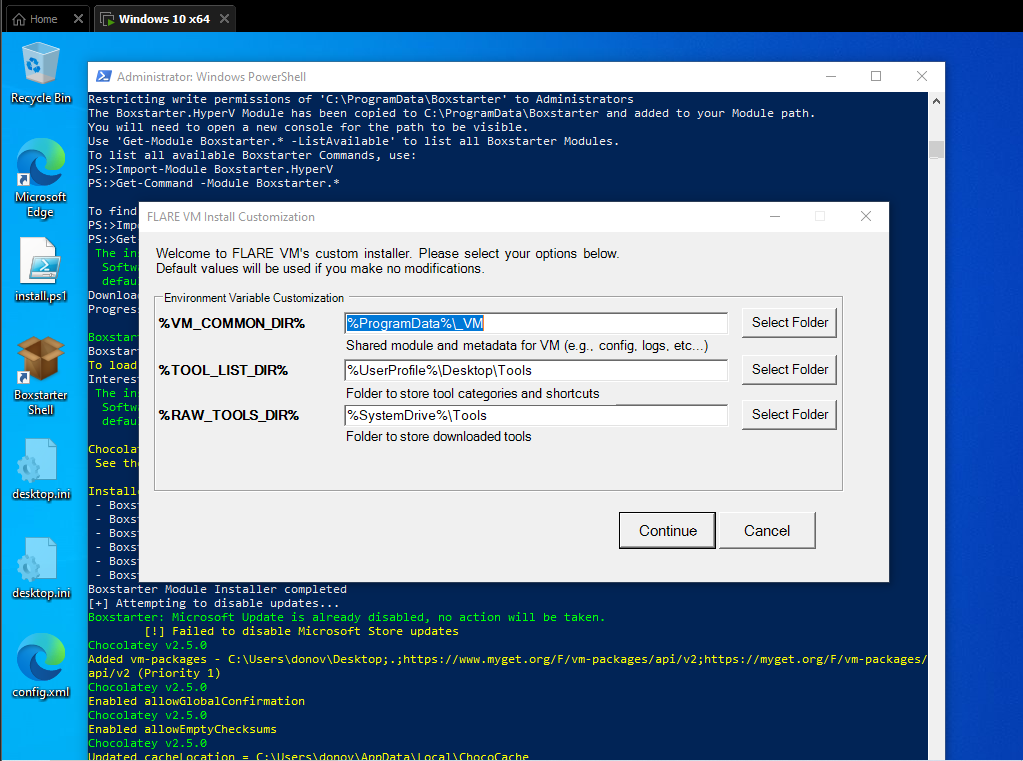 Home
Windows 10 x64
Recycle Bin
Microsoft
Edge
install.ps1
Boxstarter
Shell
desktop.ini
desktop.ini
config.xml
Administrator: Windows PowerShell
Restricting write permissions of 'C:\ProgramData\Boxstarter' to Administrators
The Boxstarter.HyperV Module has been copied to C:\ProgramData\Boxstarter and added to your Module path.
You will need to open a new console for the path to be visible.
Use 'Get-Module Boxstarter.* -ListAvailable' to list all Boxstarter Modules.
To list all available Boxstarter Commands, use:
PS:>Import-Module Boxstarter.HyperV
PS:>Get-Command -Module Boxstarter.*
To find
PS:>Imp
PS:>Get
The in
Softw
defau
Download
Progres
Boxstar
Boxstar
To load
Interes
The in
Softw
defau
Chocolat
See the
Installe
- Boxst
- Boxst
- Boxst
- Boxst
- Boxst
- Boxst
FLARE VM Install Customization
Welcome to FLARE VM's custom installer. Please select your options below.
Default values will be used if you make no modifications.
Environment Variable Customization
%VM_COMMON_DIR% %ProgramData%\_VM Select Folder
Shared module and metadata for VM (e.g., config, logs, etc...)
%TOOL_LIST_DIR% %UserProfile%\Desktop\Tools Select Folder
Folder to store tool categories and shortcuts
%RAW_TOOLS_DIR% %SystemDrive%\Tools Select Folder
Folder to store downloaded tools
Continue Cancel
Boxstarter Module Installer completed
[+] Attempting to disable updates...
Boxstarter: Microsoft Update is already disabled, no action will be taken.
[!] Failed to disable Microsoft Store updates
Chocolatey v2.5.0
Added vm-packages - C:\Users\donov\Desktop;.;https://www.myget.org/F/vm-packages/api/v2;https://myget.org/F/vm-packages/
api/v2 (Priority 1)
Chocolatey v2.5.0
Enabled allowGlobalConfirmation
Chocolatey v2.5.0
Enabled allowEmptyChecksums
Chocolatey v2.5.0
Updated cacheLocation = C:\Users\donov\AppData\Local\ChocoCache